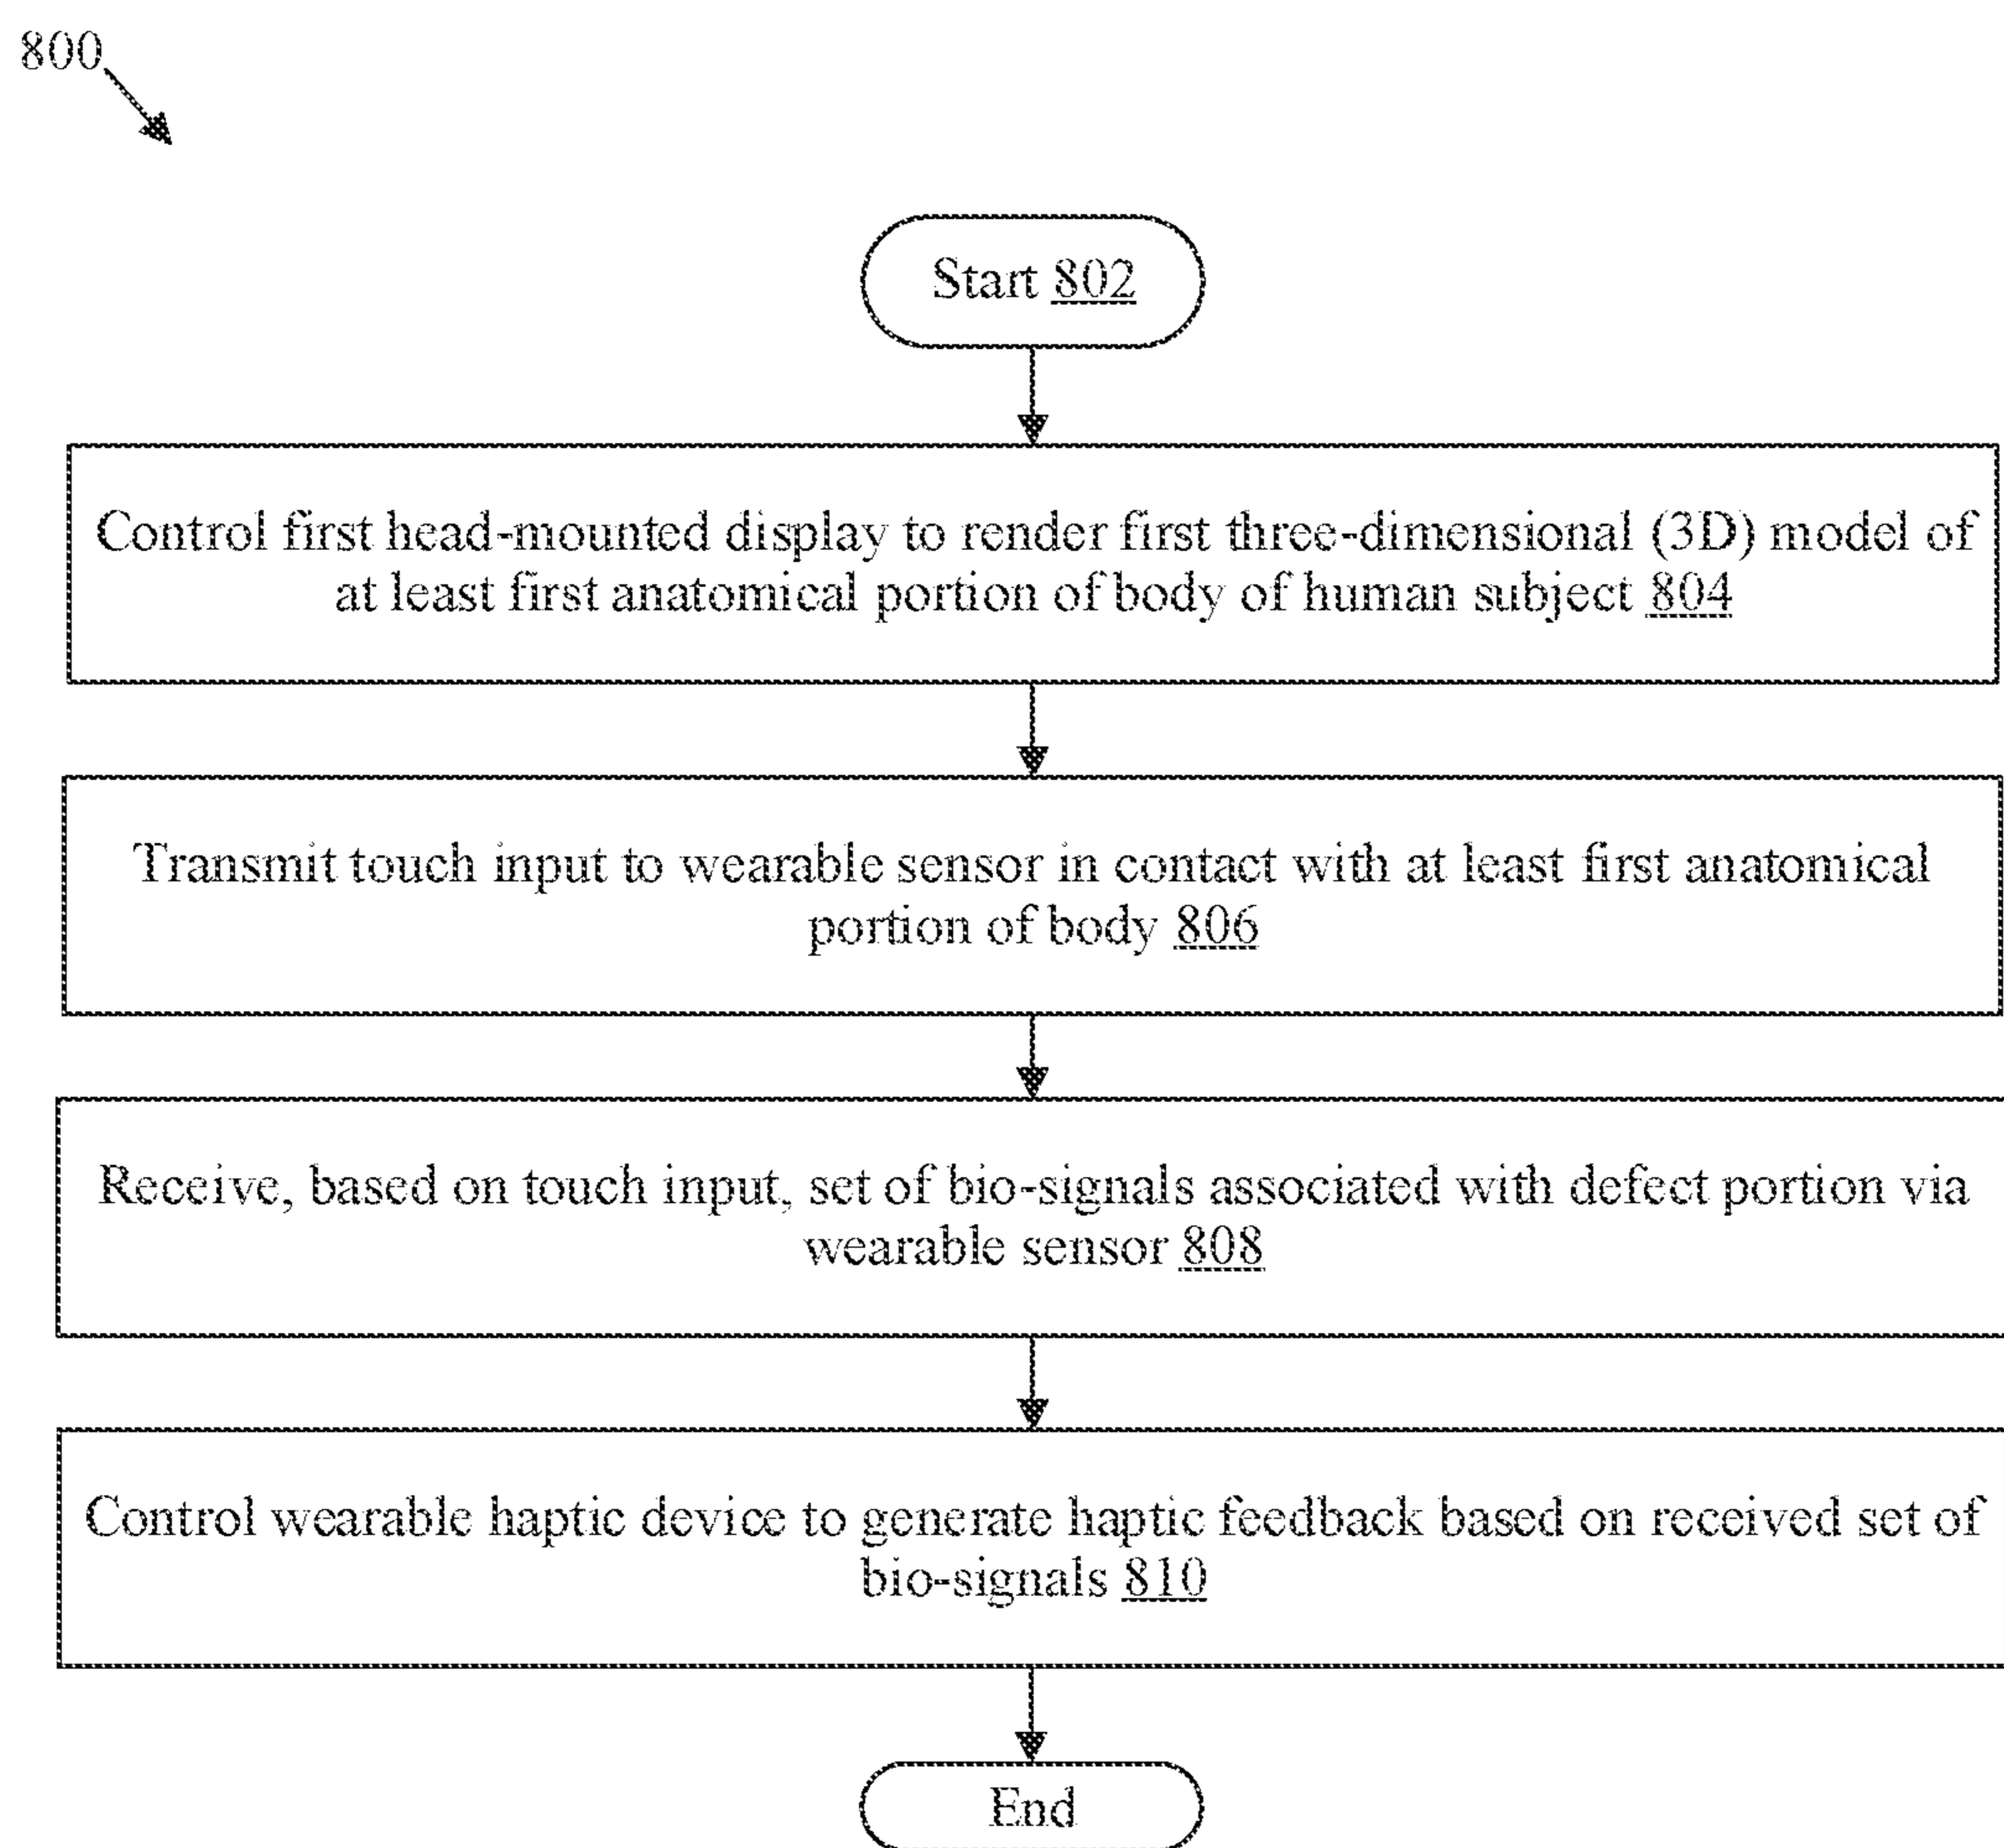 800
Start 802
Control first head-mounted display to render first three-dimensional (3D) model of
at least first anatomical portion of body of human subject 804
Transmit touch input to wearable sensor in contact with at least first anatomical
portion of body 806
Receive, based on touch input, set of bio-signals associated with defect portion via
wearable sensor 808
Control wearable haptic device to generate haptic feedback based on received set of
bio-signals 810
End